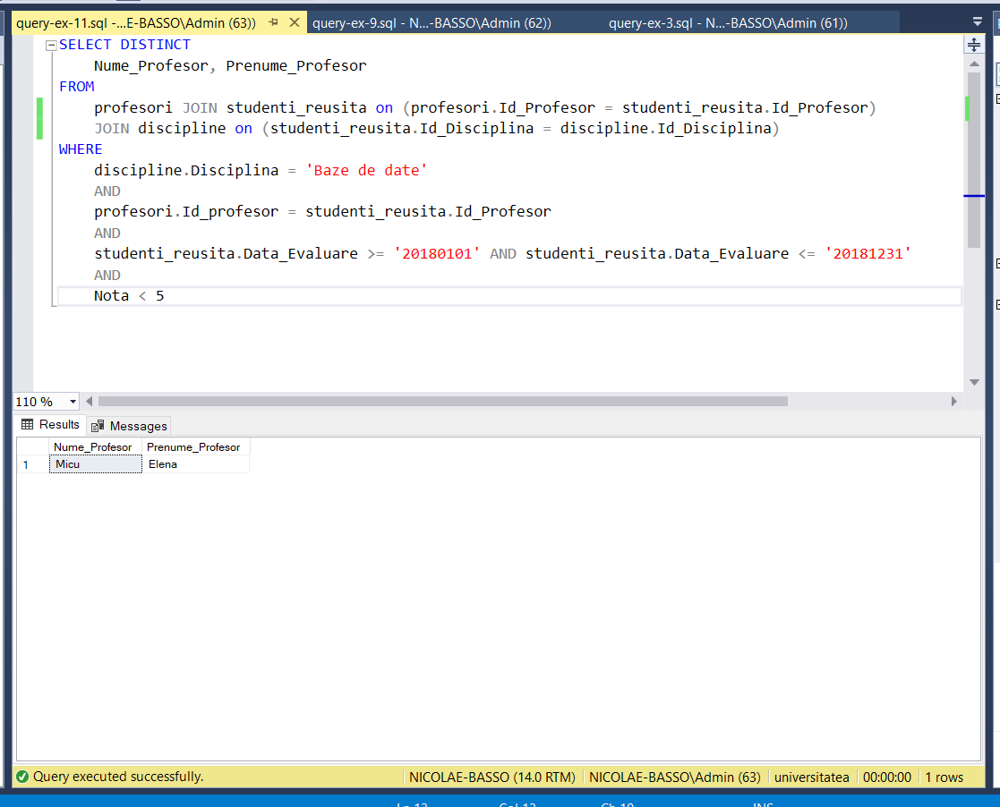 query-ex-11.sql -...E-BASSO\Admin (63)) query-ex-9.sql - N...-BASSO\Admin (62)) query-ex-3.sql - N...-BASSO\Admin (61))
SELECT DISTINCT
Nume_Profesor, Prenume_Profesor
FROM
profesori JOIN studenti_reusita on (profesori.Id_Profesor = studenti_reusita.Id_Profesor)
JOIN discipline on (studenti_reusita.Id_Disciplina = discipline.Id_Disciplina)
WHERE
discipline.Disciplina = 'Baze de date'
AND
profesori.Id_profesor = studenti_reusita.Id_Profesor
AND
studenti_reusita.Data_Evaluare >= '20180101' AND studenti_reusita.Data_Evaluare <= '20181231'
AND
Nota < 5
110 %
Results Messages
Nume_Profesor Prenume_Profesor
1 Micu Elena
Query executed successfully. NICOLAE-BASSO (14.0 RTM) NICOLAE-BASSO\Admin (63) universitatea 00:00:00 1 rows